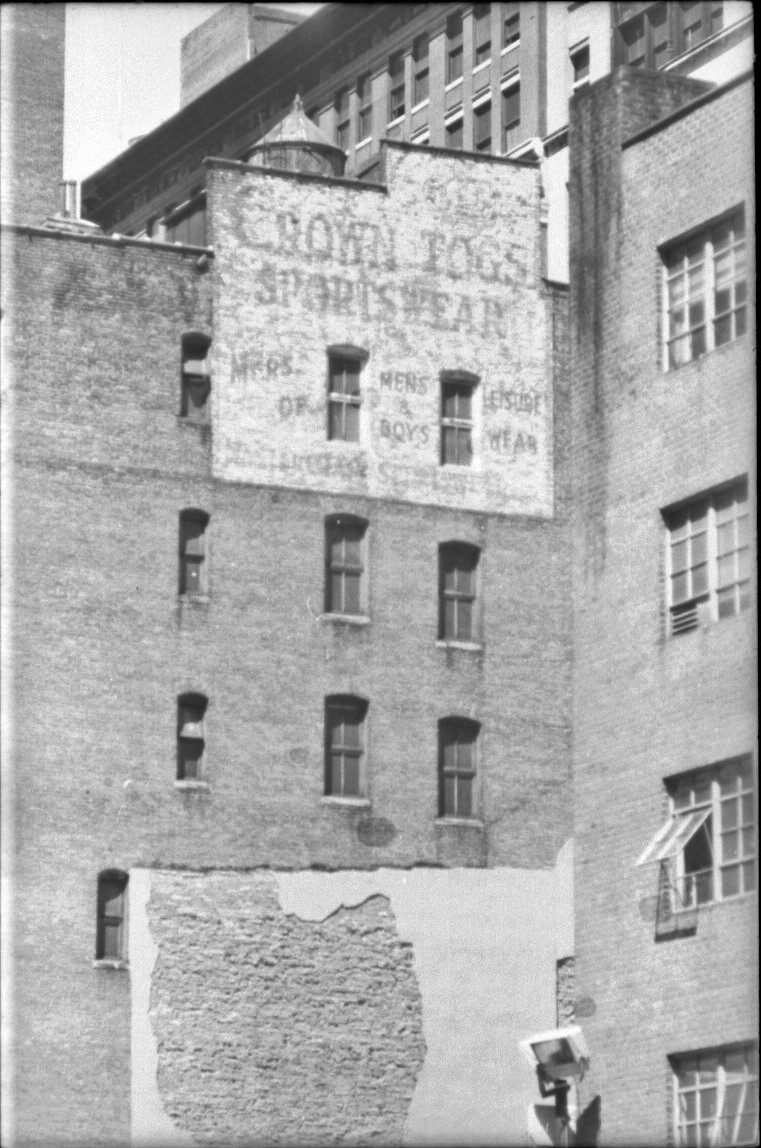 CROWN TOGS
SPORTSWEAR
MFRS. MENS LEISURE
OF & WEAR
BOYS